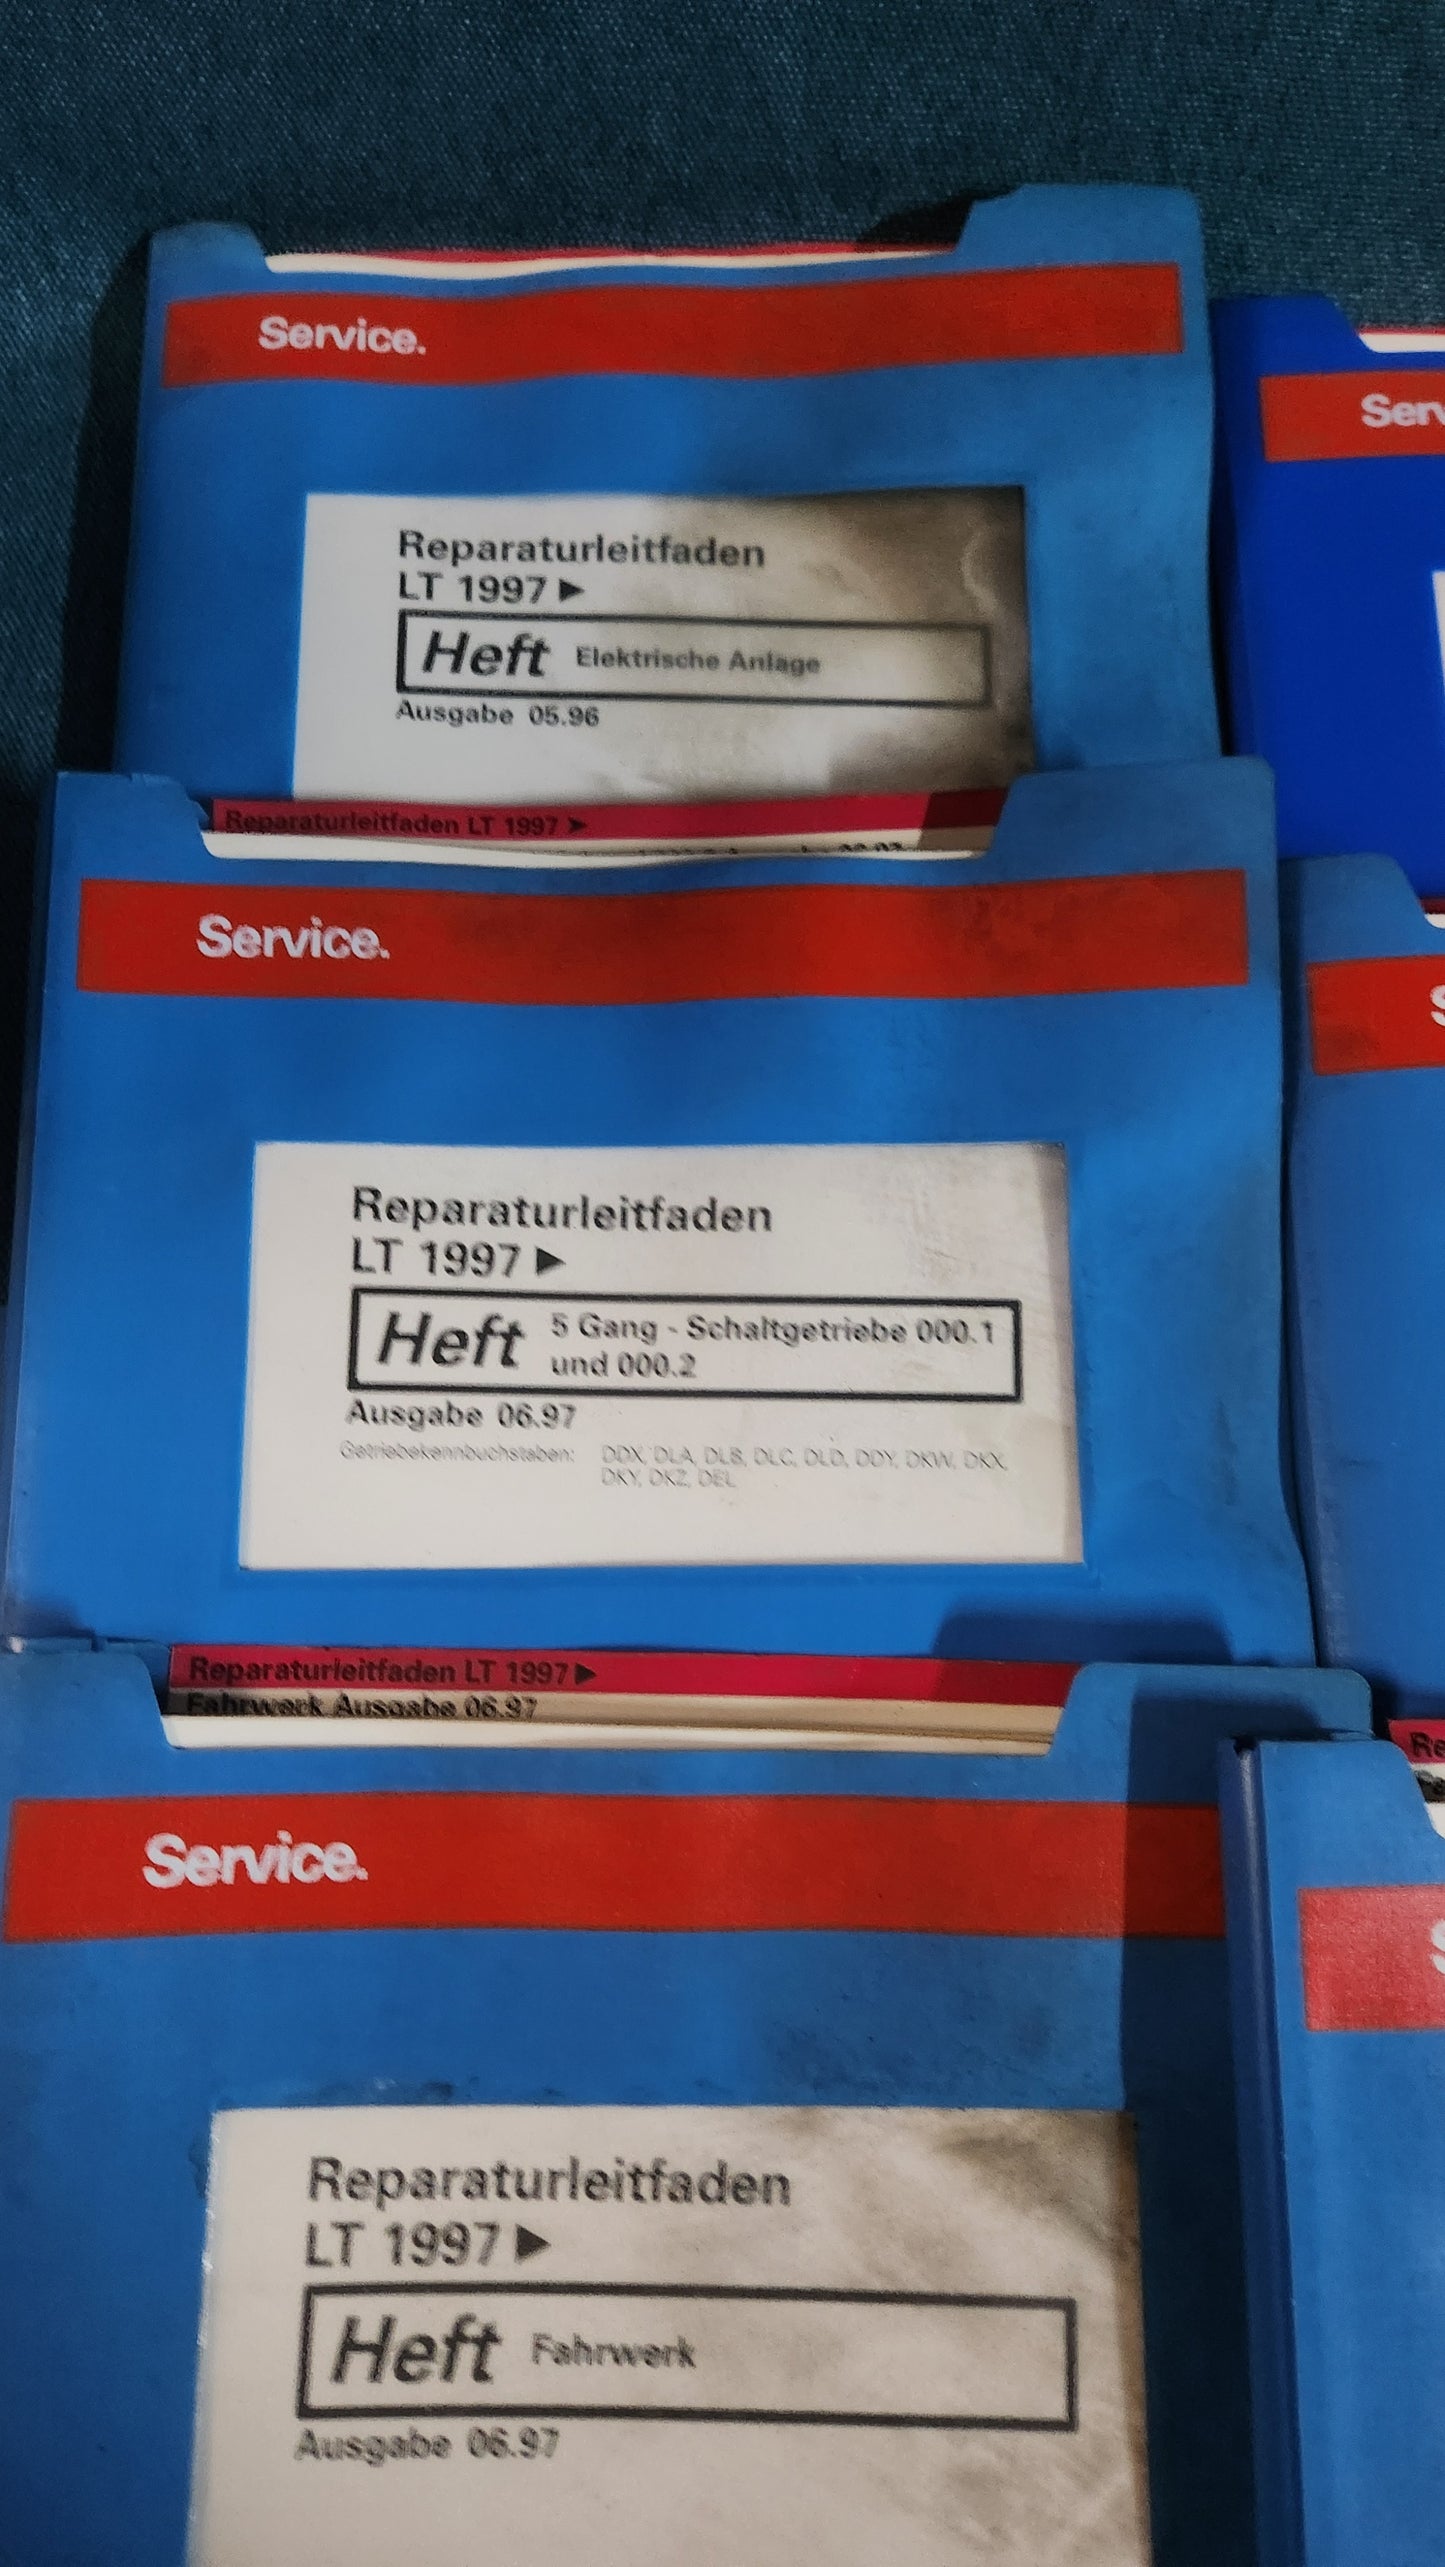 Service.
Reparaturleitfaden
LT 1997 ►
Heft Elektrische Anlage
Ausgabe 05.96
Reparaturleitfaden LT 1997 ➤
Service.
Reparaturleitfaden
LT 1997 ►
Heft 5 Gang - Schaltgetriebe 000.1
und 000.2
Ausgabe 06.97
Getriebekennbuchstaben: DDX, DLA, DLB, DLC, DLD, DDY, DKW, DKX,
DKY, DKZ, DEL
Reparaturleitfaden LT 1997 ►
Fahrwerk Ausgabe 06.97
Service.
Reparaturleitfaden
LT 1997 ►
Heft Fahrwerk
Ausgabe 06.97
Serv
S
Re
S